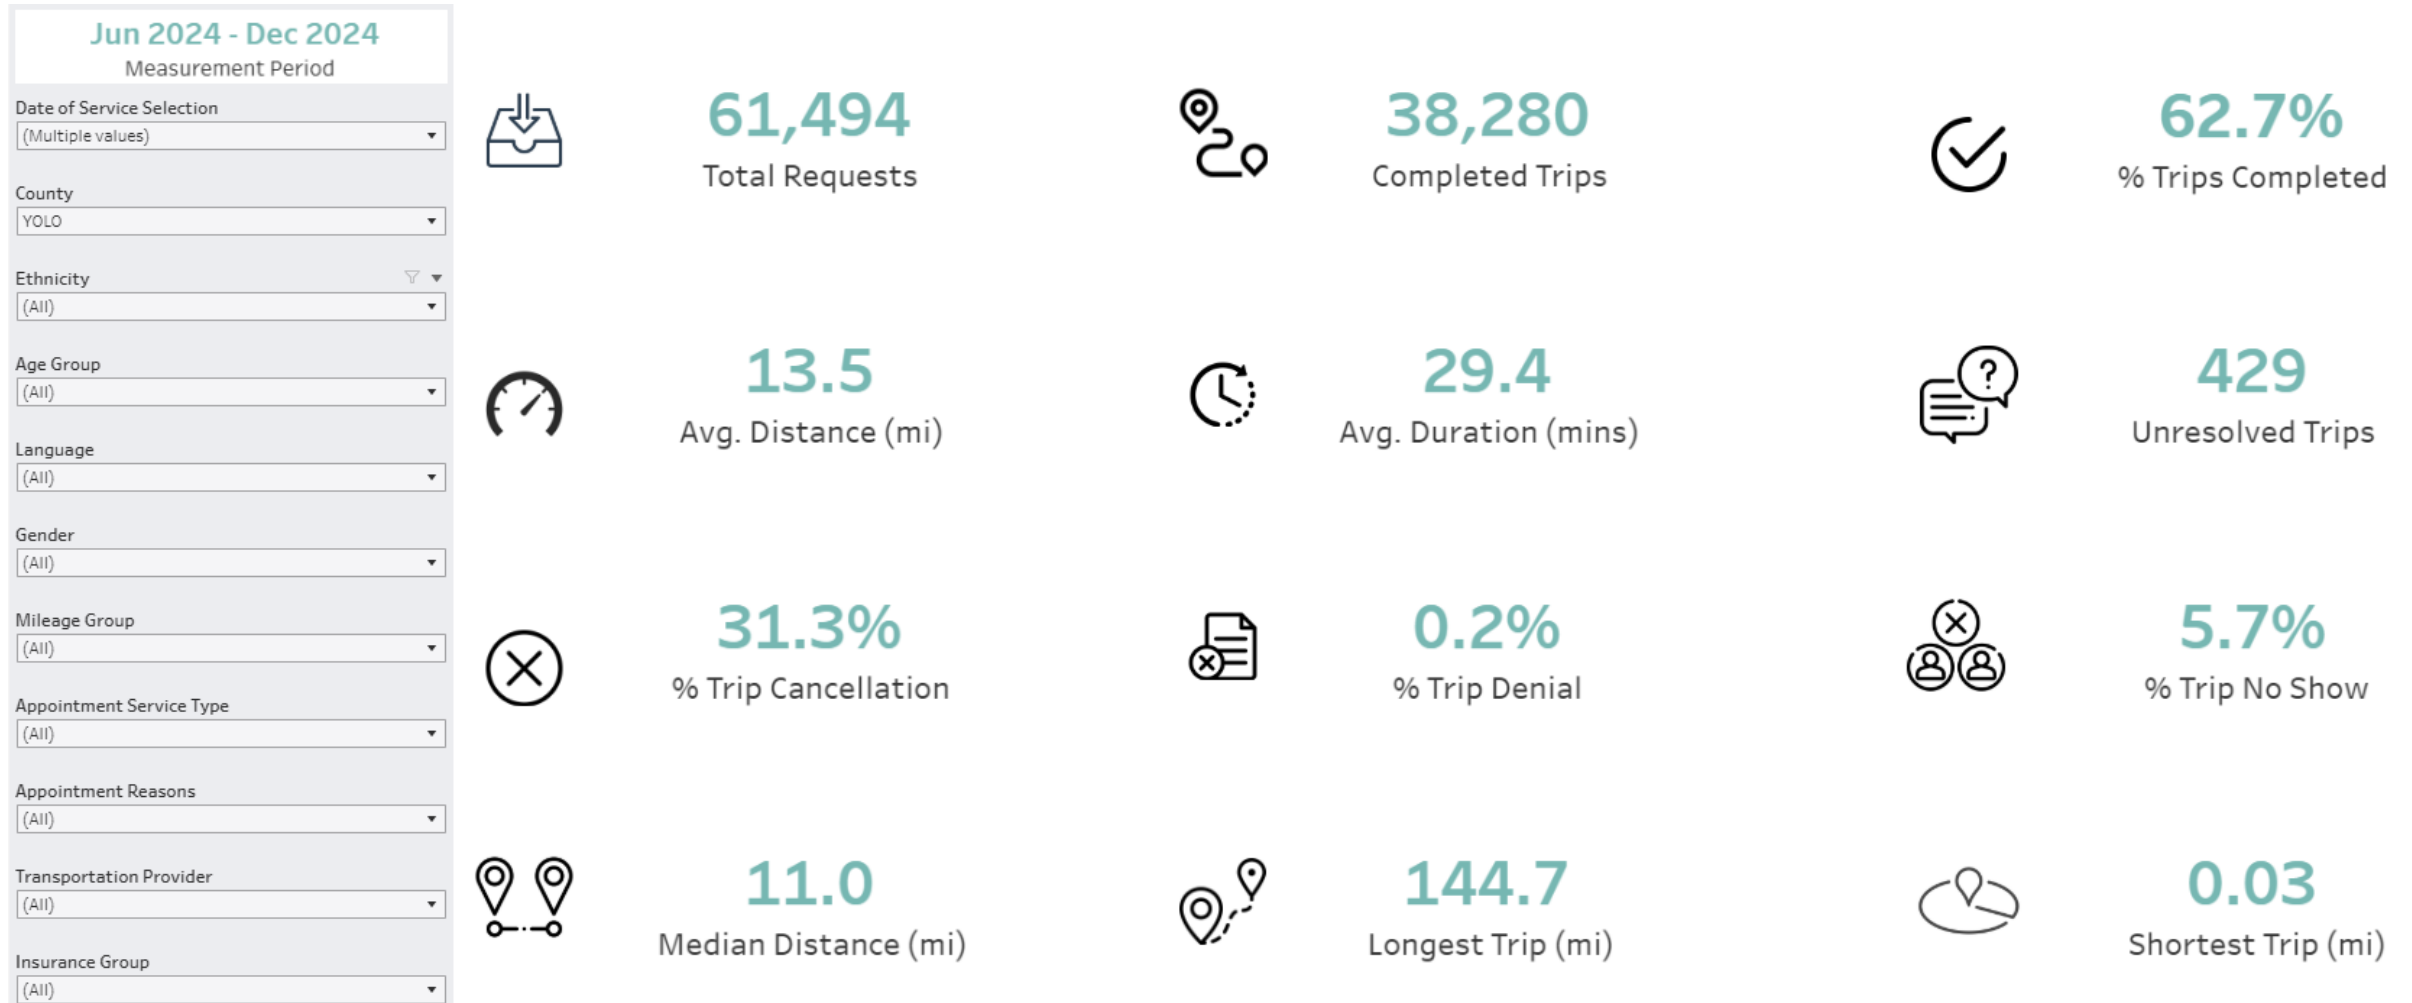 Jun 2024 - Dec 2024
Measurement Period
Date of Service Selection
(Multiple values)
County
YOLO
Ethnicity
(All)
Age Group
(All)
Language
(All)
Gender
(All)
Mileage Group
(All)
Appointment Service Type
(All)
Appointment Reasons
(All)
Transportation Provider
(All)
Insurance Group
(All)
61,494
Total Requests
38,280
Completed Trips
62.7%
% Trips Completed
13.5
Avg. Distance (mi)
29.4
Avg. Duration (mins)
?
429
Unresolved Trips
31.3%
% Trip Cancellation
0.2%
% Trip Denial
5.7%
% Trip No Show
11.0
Median Distance (mi)
144.7
Longest Trip (mi)
0.03
Shortest Trip (mi)